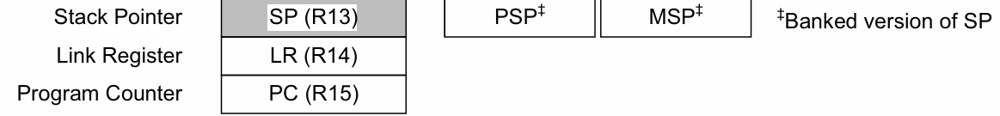 Stack Pointer SP (R13) PSP‡ MSP‡ ‡Banked version of SP
Link Register LR (R14)
Program Counter PC (R15)